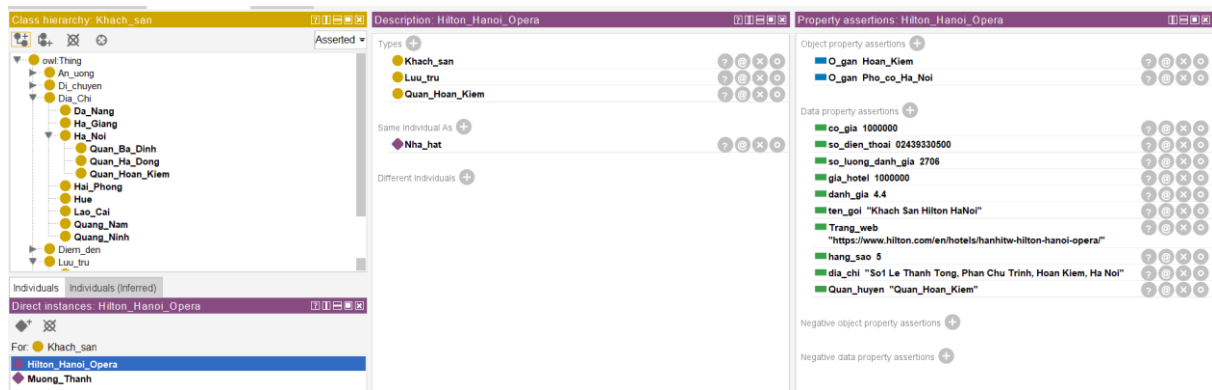 Class hierarchy: Khach_san
Asserted
owl:Thing
An_uong
Di_chuyen
Dia_Chi
Da_Nang
Ha_Giang
Ha_Noi
Quan_Ba_Dinh
Quan_Ha_Dong
Quan_Hoan_Kiem
Hai_Phong
Hue
Lao_Cai
Quang_Nam
Quang_Ninh
Diem_den
Luu_tru
Individuals Individuals (Inferred)
Direct instances: Hilton_Hanoi_Opera
For: Khach_san
Hilton_Hanoi_Opera
Muong_Thanh
Description: Hilton_Hanoi_Opera
Types
Khach_san
Luu_tru
Quan_Hoan_Kiem
Same Individual As
Nha_hat
Different Individuals
Property assertions: Hilton_Hanoi_Opera
Object property assertions
O_gan Hoan_Kiem
O_gan Pho_co_Ha_Noi
Data property assertions
co_gia 1000000
so_dien_thoai 02439330500
so_luong_danh_gia 2706
gia_hotel 1000000
danh_gia 4.4
ten_goi "Khach San Hilton HaNoi"
Trang_web
"https://www.hilton.com/en/hotels/hanhitw-hilton-hanoi-opera/"
hang_sao 5
dia_chi "So1 Le Thanh Tong, Phan Chu Trinh, Hoan Kiem, Ha Noi"
Quan_huyen "Quan_Hoan_Kiem"
Negative object property assertions
Negative data property assertions